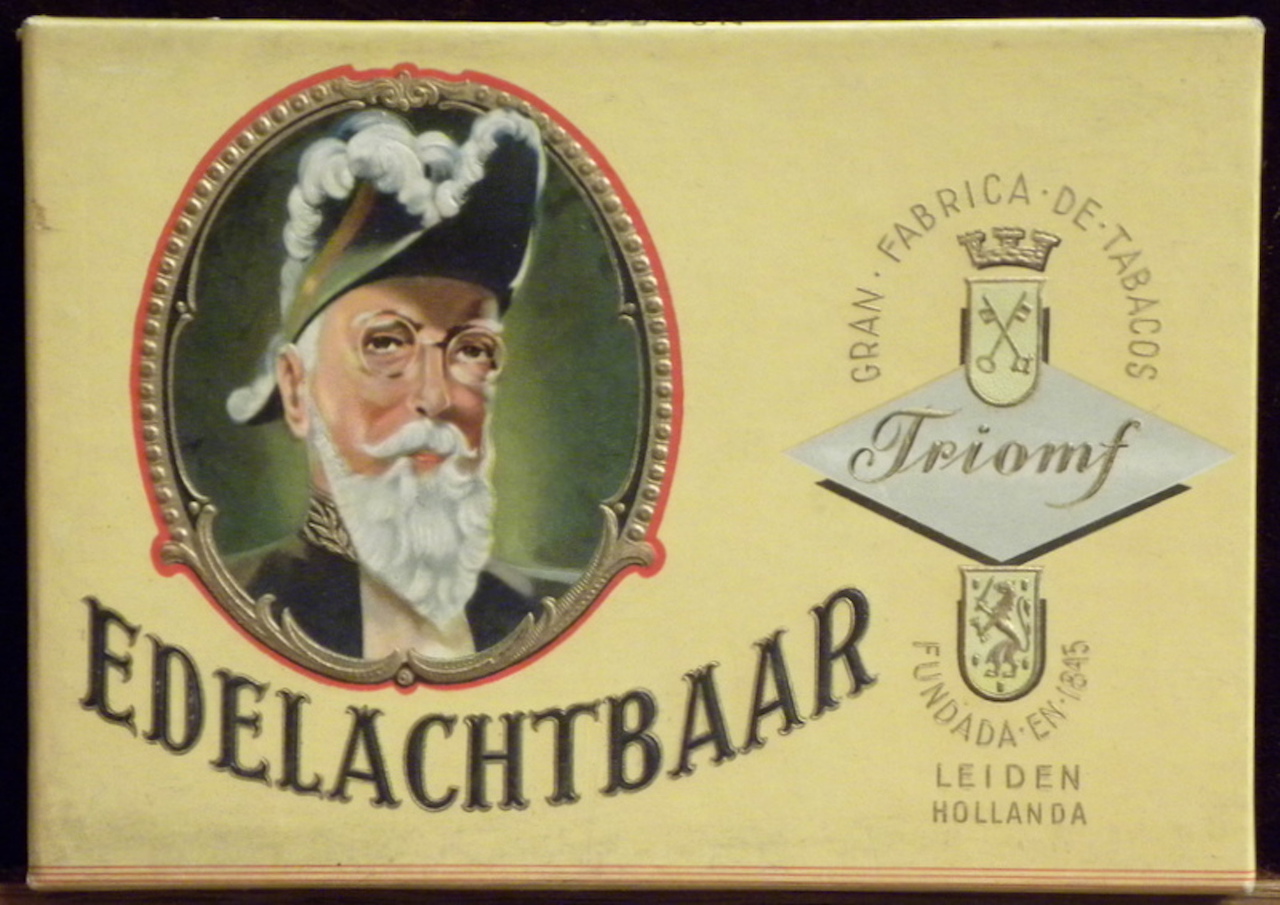 EDELACHTBAAR
GRAN · FABRICA · DE · TABACOS
Triomf
FUNDADA · EN · 1845
LEIDEN
HOLLANDA